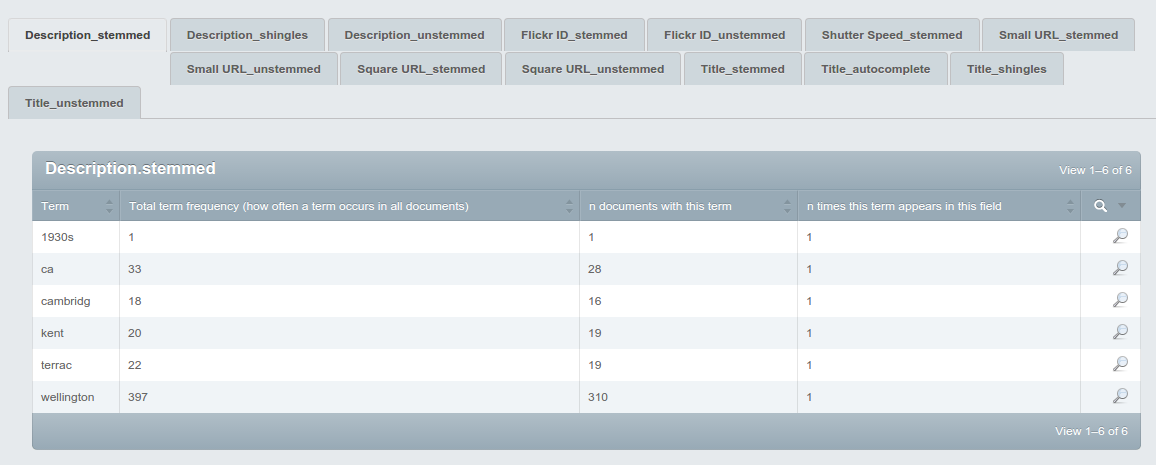 Description_stemmed Description_shingles Description_unstemmed Flickr ID_stemmed Flickr ID_unstemmed Shutter Speed_stemmed Small URL_stemmed
Small URL_unstemmed Square URL_stemmed Square URL_unstemmed Title_stemmed Title_autocomplete Title_shingles
Title_unstemmed
Description.stemmed View 1–6 of 6
Term Total term frequency (how often a term occurs in all documents) n documents with this term n times this term appears in this field
1930s 1 1 1
ca 33 28 1
cambridg 18 16 1
kent 20 19 1
terrac 22 19 1
wellington 397 310 1
View 1–6 of 6